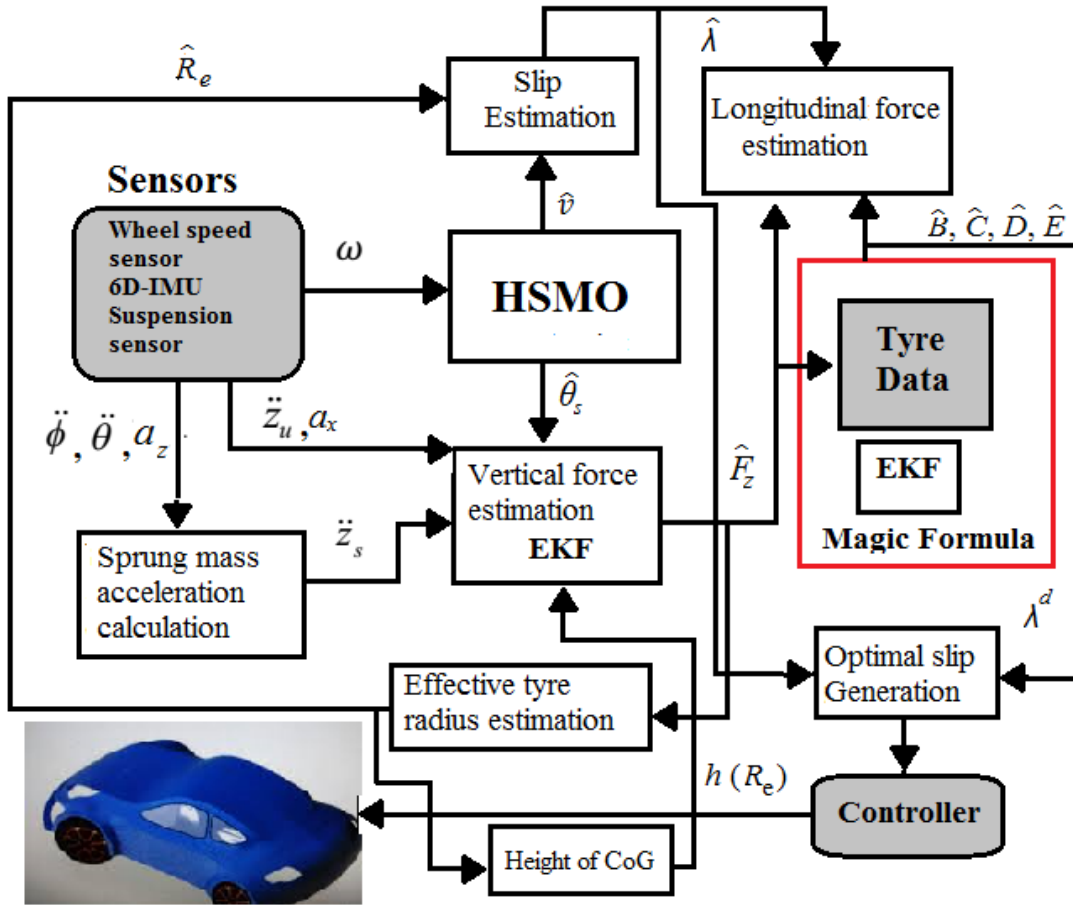 λ̂
R̂e
Slip
Estimation
Longitudinal force
estimation
Sensors
v̂
B̂, Ĉ, D̂, Ê
Wheel speed
sensor
6D-IMU
Suspension
sensor
ω
HSMO
Tyre
Data
θ̂s
ϕ̈, θ̈, az
z̈u, ax
F̂z
EKF
Vertical force
estimation
EKF
Magic Formula
z̈s
Sprung mass
acceleration
calculation
λd
Optimal slip
Generation
Effective tyre
radius estimation
h (Re)
Controller
Height of CoG